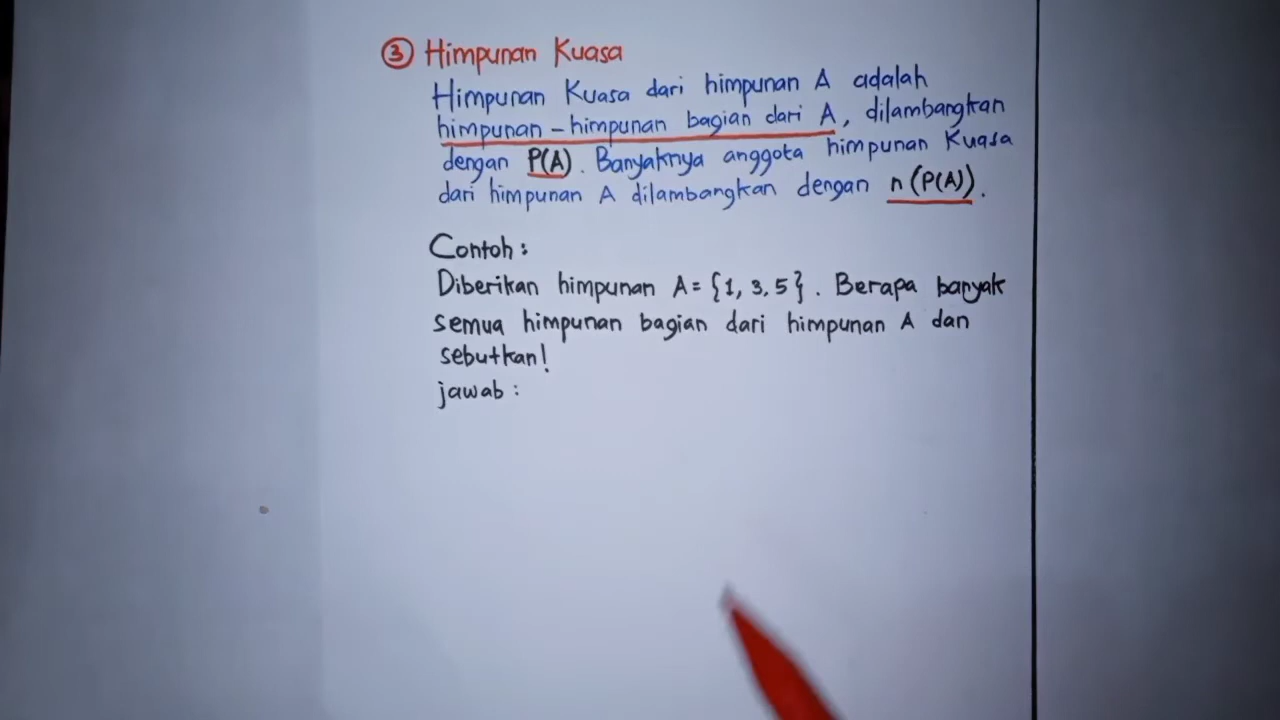 ③ Himpunan Kuasa
Himpunan Kuasa dari himpunan A adalah
himpunan - himpunan bagian dari A, dilambangkan
dengan P(A). Banyaknya anggota himpunan Kuasa
dari himpunan A dilambangkan dengan n(P(A)).
Contoh:
Diberikan himpunan A = {1, 3, 5}. Berapa banyak
semua himpunan bagian dari himpunan A dan
sebutkan!
jawab: